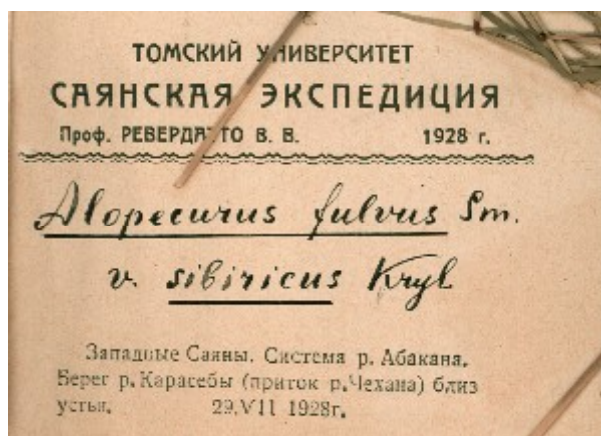 ТОМСКИЙ УНИВЕРСИТЕТ
САЯНСКАЯ ЭКСПЕДИЦИЯ
Проф. РЕВЕРДАТТО В. В. 1928 г.
Alopecurus fulvus Sm.
v. sibiricus Kryl
Западные Саяны. Система р. Абакана.
Берег р. Карасебы (приток р.Чехана) близ
устья. 29.VII 1928г.